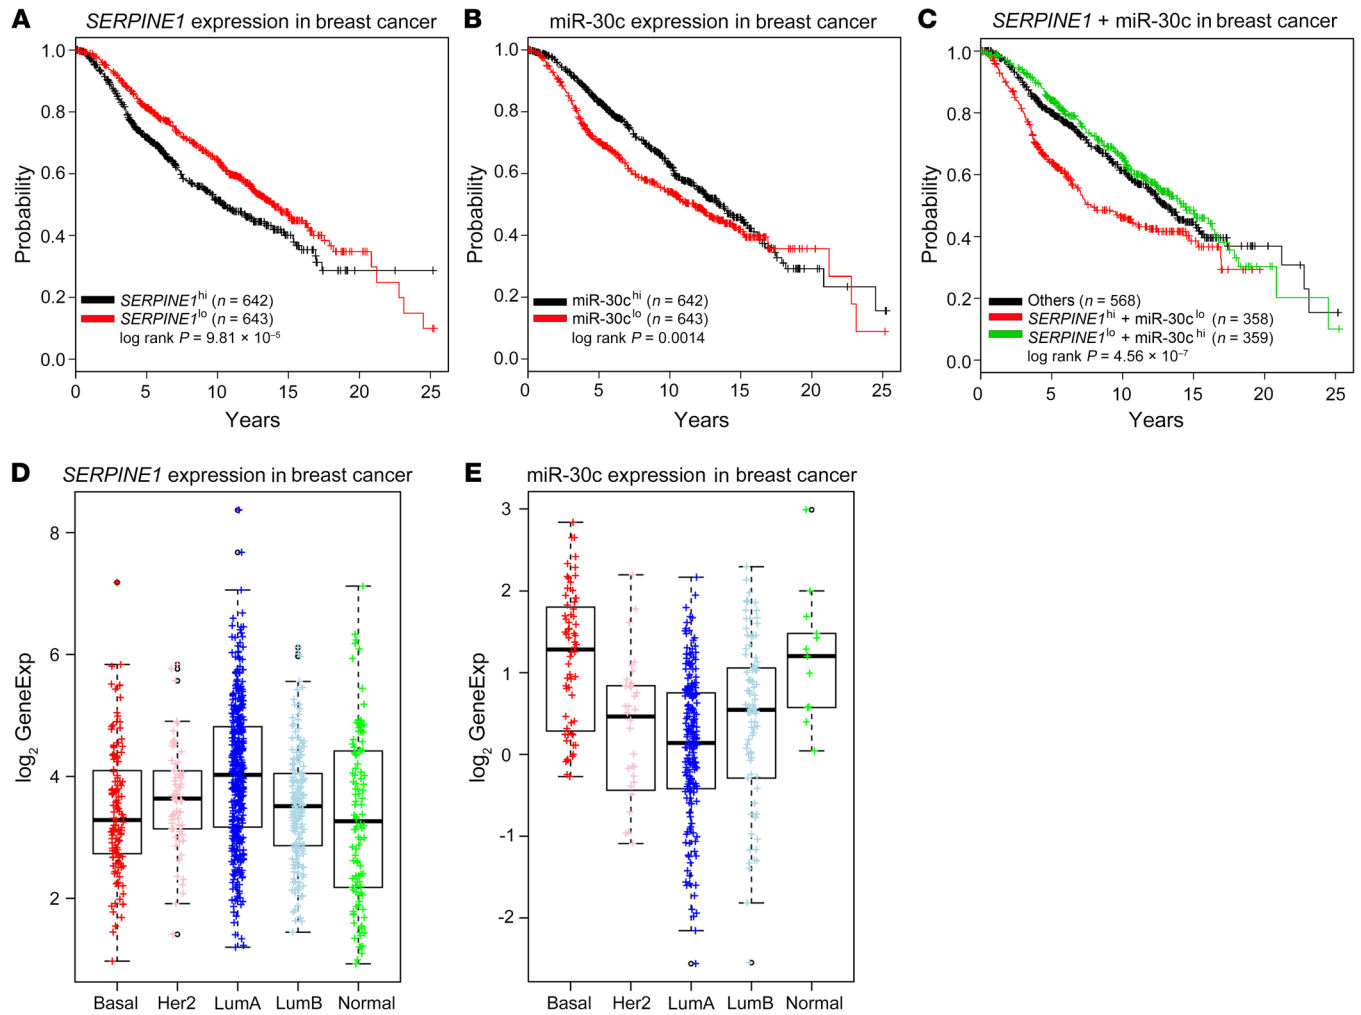 A SERPINE1 expression in breast cancer
Probability
1.0
0.8
0.6
0.4
0.2
0.0
SERPINE1hi (n = 642)
SERPINE1lo (n = 643)
log rank P = 9.81 × 10–5
0 5 10 15 20 25
Years
B miR-30c expression in breast cancer
Probability
1.0
0.8
0.6
0.4
0.2
0.0
miR-30chi (n = 642)
miR-30clo (n = 643)
log rank P = 0.0014
0 5 10 15 20 25
Years
C SERPINE1 + miR-30c in breast cancer
Probability
1.0
0.8
0.6
0.4
0.2
0.0
Others (n = 568)
SERPINE1hi + miR-30clo (n = 358)
SERPINE1lo + miR-30chi (n = 359)
log rank P = 4.56 × 10–7
0 5 10 15 20 25
Years
D SERPINE1 expression in breast cancer
log2 GeneExp
8
6
4
2
Basal Her2 LumA LumB Normal
E miR-30c expression in breast cancer
log2 GeneExp
3
2
1
0
-1
-2
Basal Her2 LumA LumB Normal